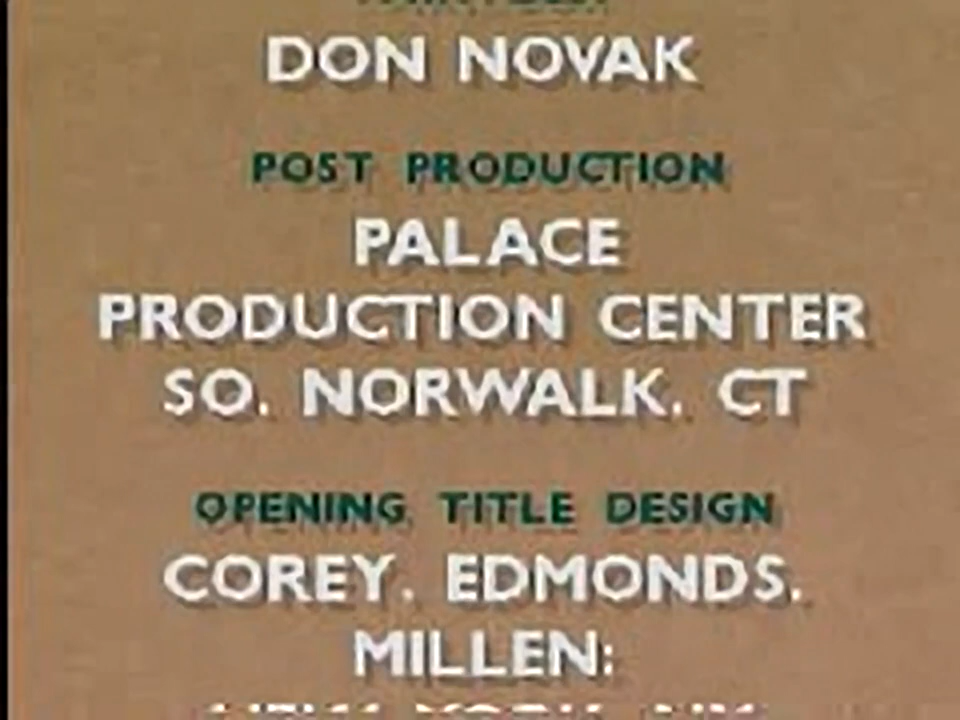 DON NOVAK
POST PRODUCTION
PALACE
PRODUCTION CENTER
SO. NORWALK, CT
OPENING TITLE DESIGN
COREY, EDMONDS,
MILLEN: